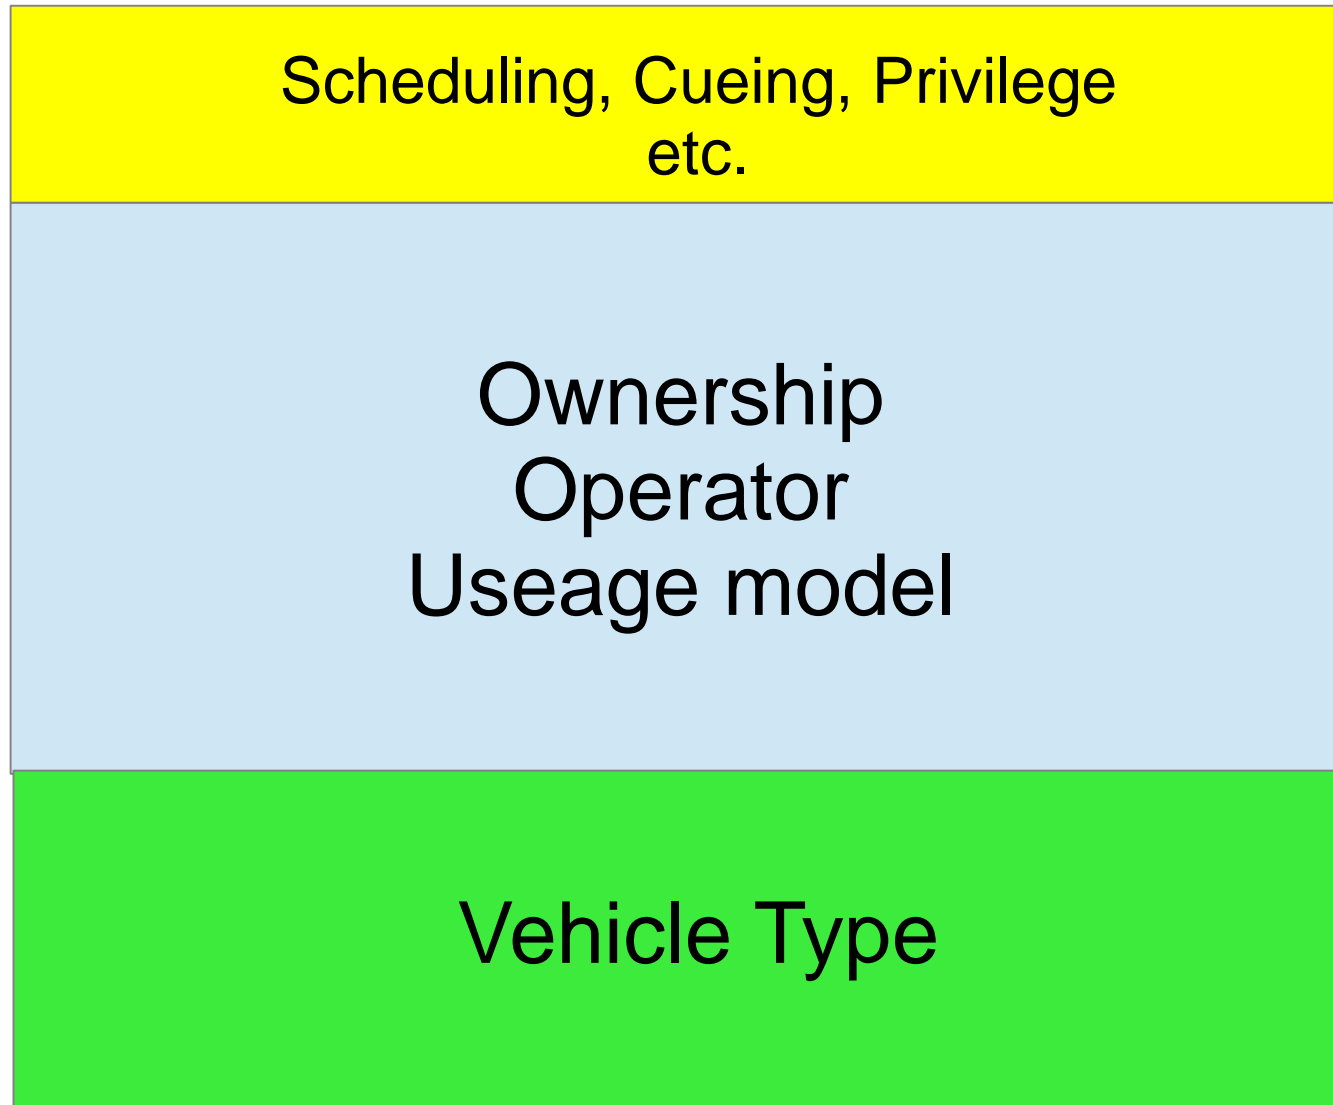 Scheduling, Cueing, Privilege
etc.
Ownership
Operator
Useage model
Vehicle Type